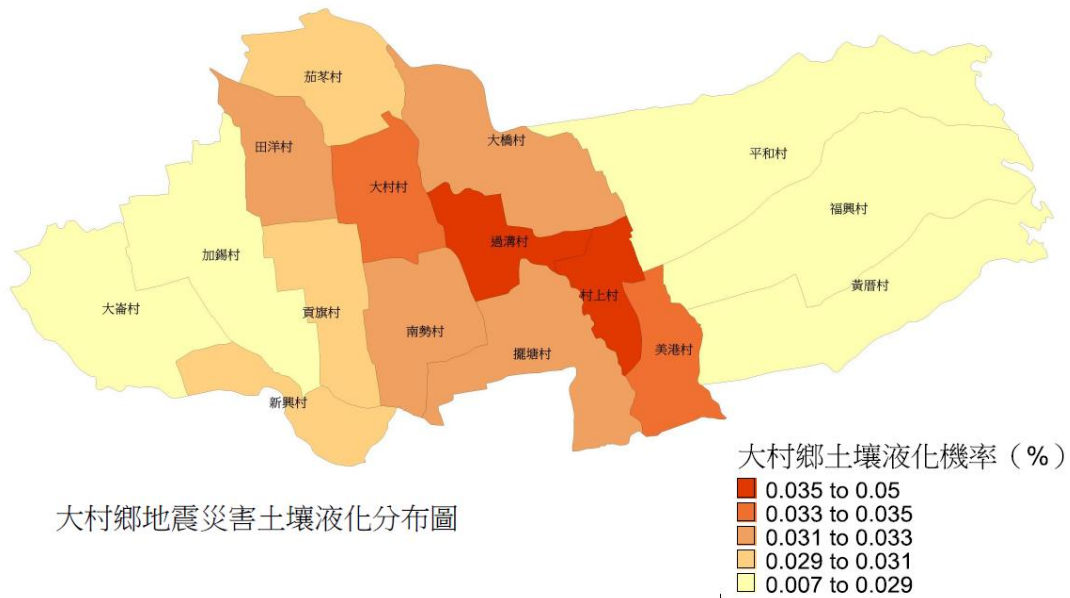 茄苳村
大橋村
田洋村
平和村
大村村
福興村
過溝村
加錫村
黃厝村
村上村
大崙村
貢旗村
南勢村
美港村
擺塘村
新興村
大村鄉土壤液化機率（%）
0.035 to 0.05
0.033 to 0.035
0.031 to 0.033
0.029 to 0.031
0.007 to 0.029
大村鄉地震災害土壤液化分布圖